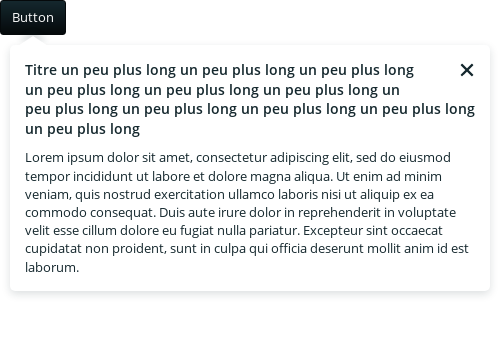 Button
Titre un peu plus long un peu plus long un peu plus long
un peu plus long un peu plus long un peu plus long un
peu plus long un peu plus long un peu plus long un peu plus long
un peu plus long
Lorem ipsum dolor sit amet, consectetur adipiscing elit, sed do eiusmod
tempor incididunt ut labore et dolore magna aliqua. Ut enim ad minim
veniam, quis nostrud exercitation ullamco laboris nisi ut aliquip ex ea
commodo consequat. Duis aute irure dolor in reprehenderit in voluptate
velit esse cillum dolore eu fugiat nulla pariatur. Excepteur sint occaecat
cupidatat non proident, sunt in culpa qui officia deserunt mollit anim id est
laborum.